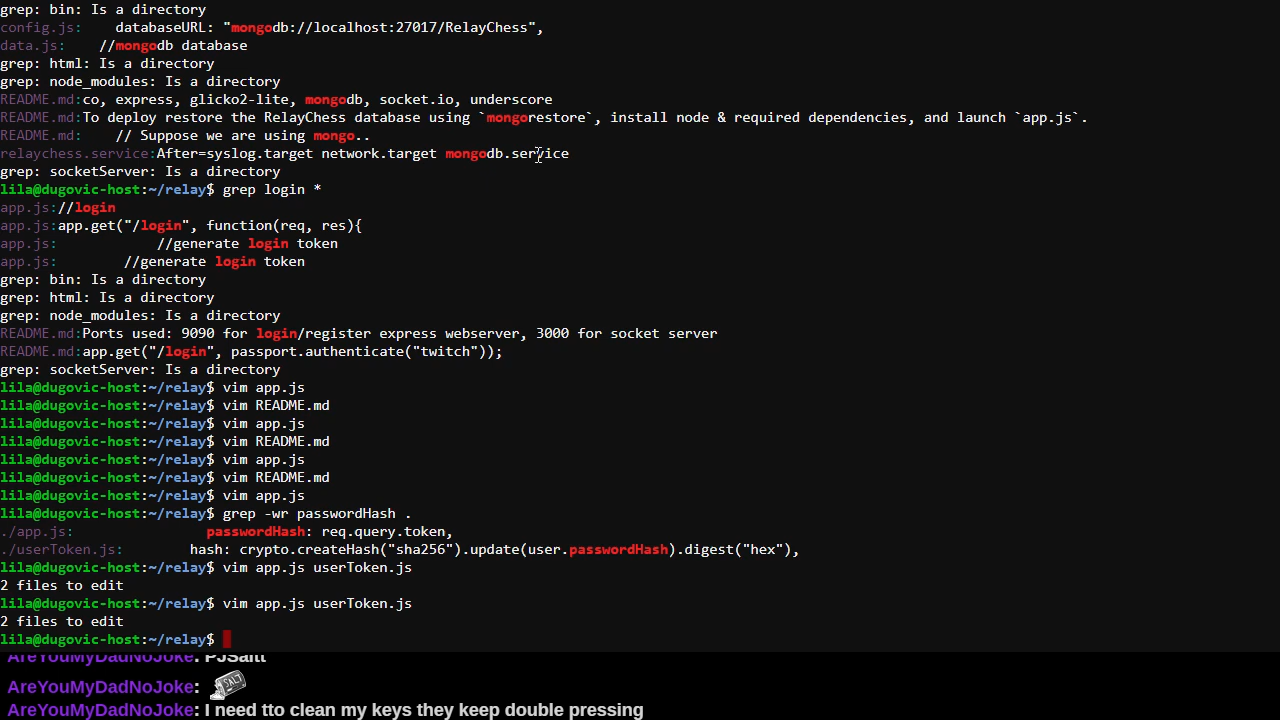 grep: bin: Is a directory
config.js:    databaseURL: "mongodb://localhost:27017/RelayChess",
data.js:    //mongodb database
grep: html: Is a directory
grep: node_modules: Is a directory
README.md:co, express, glicko2-lite, mongodb, socket.io, underscore
README.md:To deploy restore the RelayChess database using `mongorestore`, install node & required dependencies, and launch `app.js`.
README.md:    // Suppose we are using mongo..
relaychess.service:After=syslog.target network.target mongodb.service
grep: socketServer: Is a directory
lila@dugovic-host:~/relay$ grep login *
app.js://login
app.js:app.get("/login", function(req, res){
app.js:            //generate login token
app.js:        //generate login token
grep: bin: Is a directory
grep: html: Is a directory
grep: node_modules: Is a directory
README.md:Ports used: 9090 for login/register express webserver, 3000 for socket server
README.md:app.get("/login", passport.authenticate("twitch"));
grep: socketServer: Is a directory
lila@dugovic-host:~/relay$ vim app.js
lila@dugovic-host:~/relay$ vim README.md
lila@dugovic-host:~/relay$ vim app.js
lila@dugovic-host:~/relay$ vim README.md
lila@dugovic-host:~/relay$ vim app.js
lila@dugovic-host:~/relay$ vim README.md
lila@dugovic-host:~/relay$ vim app.js
lila@dugovic-host:~/relay$ grep -wr passwordHash .
./app.js:                passwordHash: req.query.token,
./userToken.js:        hash: crypto.createHash("sha256").update(user.passwordHash).digest("hex"),
lila@dugovic-host:~/relay$ vim app.js userToken.js
2 files to edit
lila@dugovic-host:~/relay$ vim app.js userToken.js
2 files to edit
lila@dugovic-host:~/relay$
AreYouMyDadNoJoke: PJSalt
AreYouMyDadNoJoke: SALT
AreYouMyDadNoJoke: I need tto clean my keys they keep double pressing